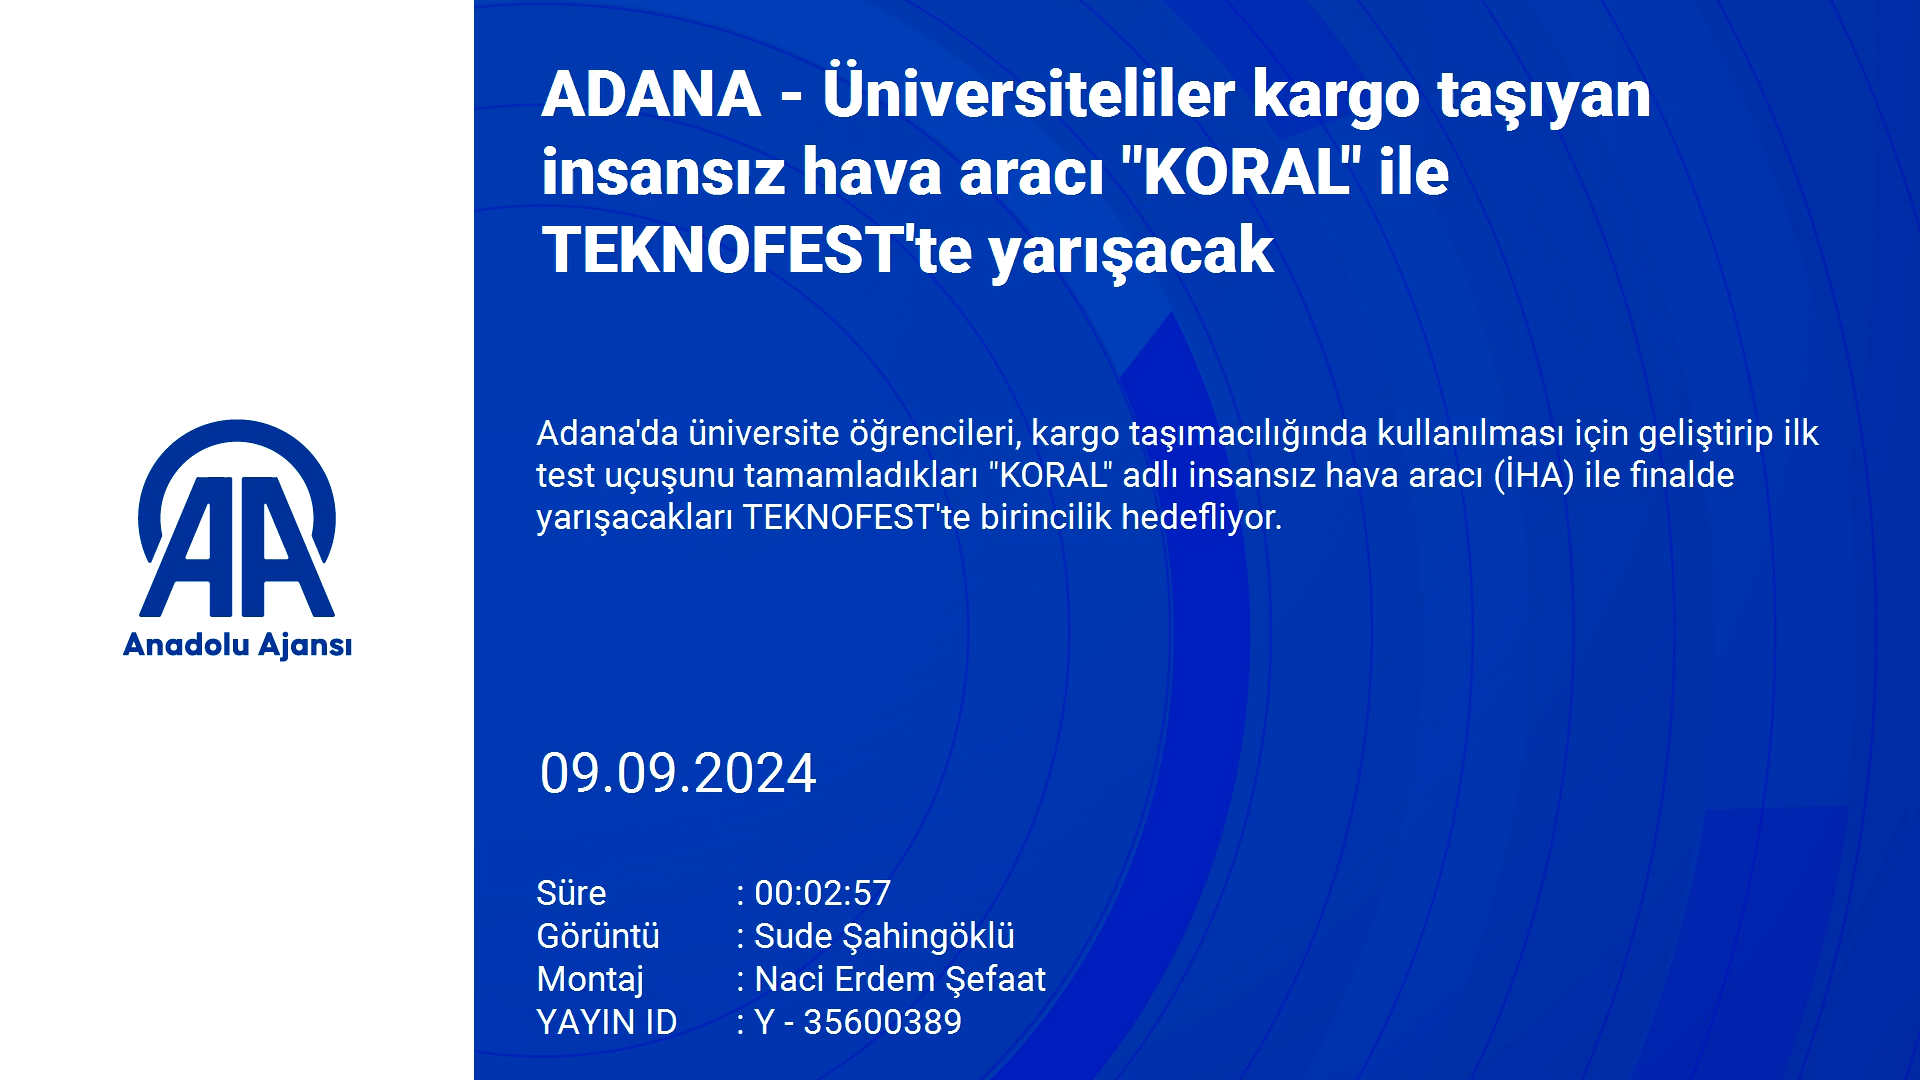 ADANA - Üniversiteliler kargo taşıyan
insansız hava aracı "KORAL" ile
TEKNOFEST'te yarışacak
Adana'da üniversite öğrencileri, kargo taşımacılığında kullanılması için geliştirip ilk
test uçuşunu tamamladıkları "KORAL" adlı insansız hava aracı (İHA) ile finalde
yarışacakları TEKNOFEST'te birincilik hedefliyor.
AA
Anadolu Ajansı
09.09.2024
Süre : 00:02:57
Görüntü : Sude Şahingöklü
Montaj : Naci Erdem Şefaat
YAYIN ID : Y - 35600389